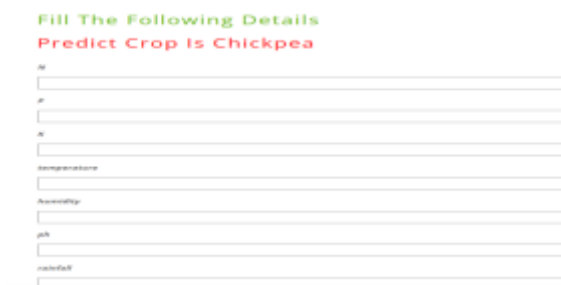 Fill The Following Details
Predict Crop Is Chickpea
N
P
K
temperature
humidity
ph
rainfall